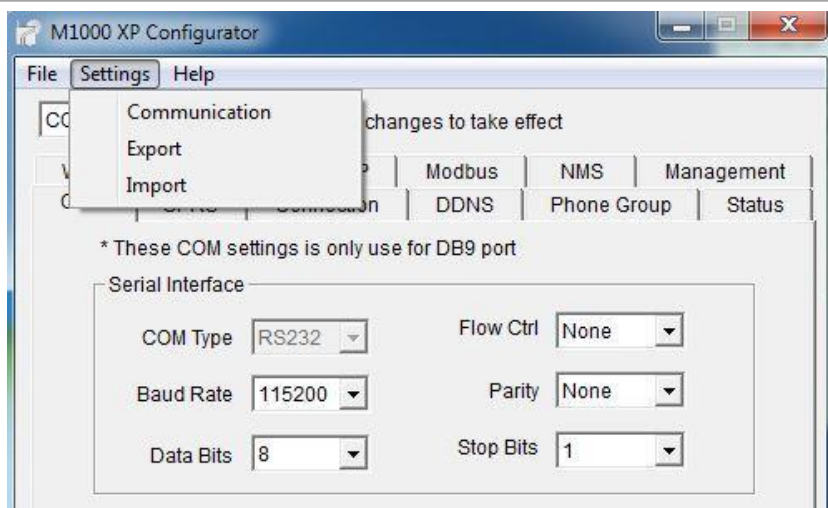 M1000 XP Configurator
File Settings Help
Communication
Export
Import
changes to take effect
Modbus NMS Management
DDNS Phone Group Status
* These COM settings is only use for DB9 port
Serial Interface
COM Type RS232 Flow Ctrl None
Baud Rate 115200 Parity None
Data Bits 8 Stop Bits 1